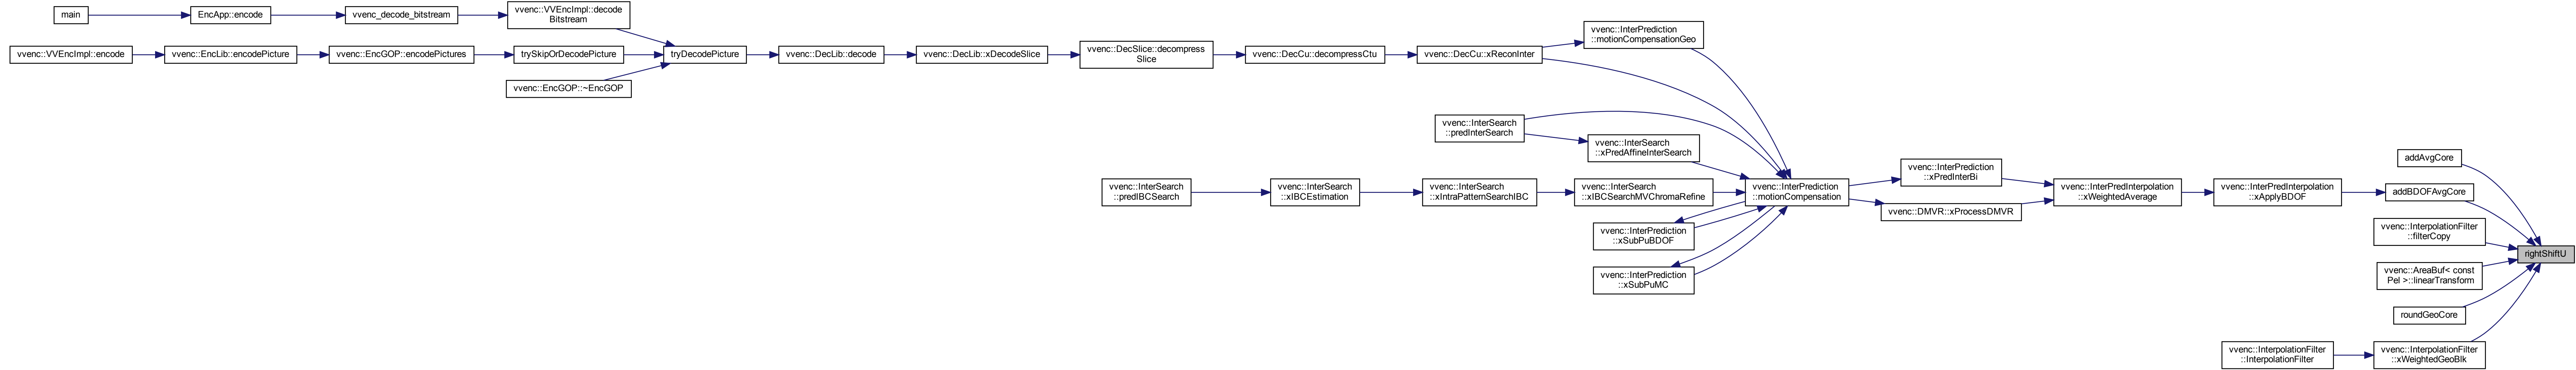 main
EncApp::encode
vvenc_decode_bitstream
vvenc::VVEncImpl::decode
Bitstream
vvenc::VVEncImpl::encode
vvenc::EncLib::encodePicture
vvenc::EncGOP::encodePictures
trySkipOrDecodePicture
vvenc::EncGOP::~EncGOP
tryDecodePicture
vvenc::DecLib::decode
vvenc::DecLib::xDecodeSlice
vvenc::DecSlice::decompress
Slice
vvenc::DecCu::decompressCtu
vvenc::DecCu::xReconInter
vvenc::InterPrediction
::motionCompensationGeo
vvenc::InterSearch
::predInterSearch
vvenc::InterSearch
::xPredAffineInterSearch
vvenc::InterSearch
::predIBCSearch
vvenc::InterSearch
::xIBCEstimation
vvenc::InterSearch
::xIntraPatternSearchIBC
vvenc::InterSearch
::xIBCSearchMVChromaRefine
vvenc::InterPrediction
::xSubPuBDOF
vvenc::InterPrediction
::xSubPuMC
vvenc::InterPrediction
::motionCompensation
vvenc::InterPrediction
::xPredInterBi
vvenc::DMVR::xProcessDMVR
vvenc::InterPredInterpolation
::xWeightedAverage
vvenc::InterPredInterpolation
::xApplyBDOF
addAvgCore
addBDOFAvgCore
vvenc::InterpolationFilter
::filterCopy
vvenc::AreaBuf< const
Pel >::linearTransform
roundGeoCore
vvenc::InterpolationFilter
::InterpolationFilter
vvenc::InterpolationFilter
::xWeightedGeoBlk
rightShiftU